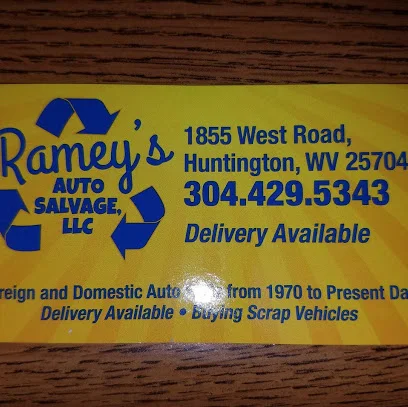 Ramey's
AUTO
SALVAGE,
LLC
1855 West Road,
Huntington, WV 25704
304.429.5343
Delivery Available
reign and Domestic Auto from 1970 to Present Da
Delivery Available • Buying Scrap Vehicles